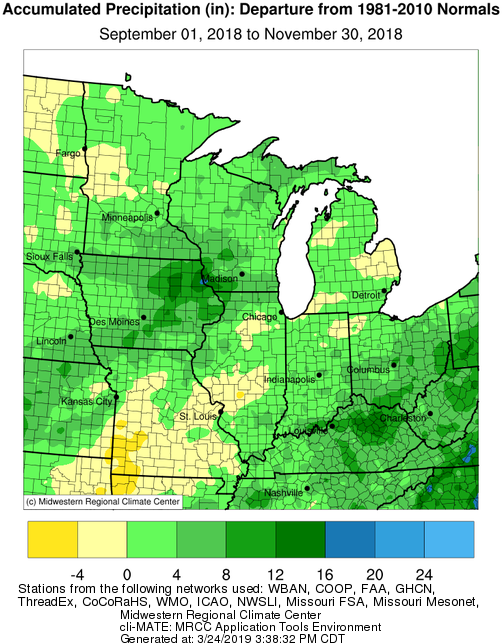 Accumulated Precipitation (in): Departure from 1981-2010 Normals
September 01, 2018 to November 30, 2018
Fargo
Minneapolis
Sioux Falls
Madison
Detroit
Chicago
Des Moines
Lincoln
Columbus
Indianapolis
Kansas City
St. Louis
Charleston
Louisville
Nashville
(c) Midwestern Regional Climate Center
-4 0 4 8 12 16 20 24
Stations from the following networks used: WBAN, COOP, FAA, GHCN,
ThreadEx, CoCoRaHS, WMO, ICAO, NWSLI, Missouri FSA, Missouri Mesonet,
Midwestern Regional Climate Center
cli-MATE: MRCC Application Tools Environment
Generated at: 3/24/2019 3:38:32 PM CDT